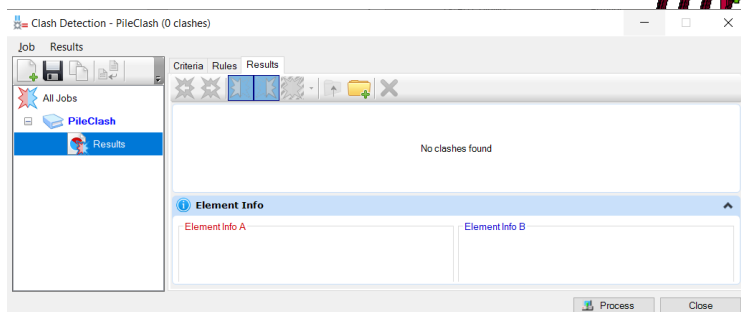 Clash Detection - PileClash (0 clashes)
Job Results
Criteria Rules Results
All Jobs
PileClash
Results
No clashes found
Element Info
Element Info A Element Info B
Process Close